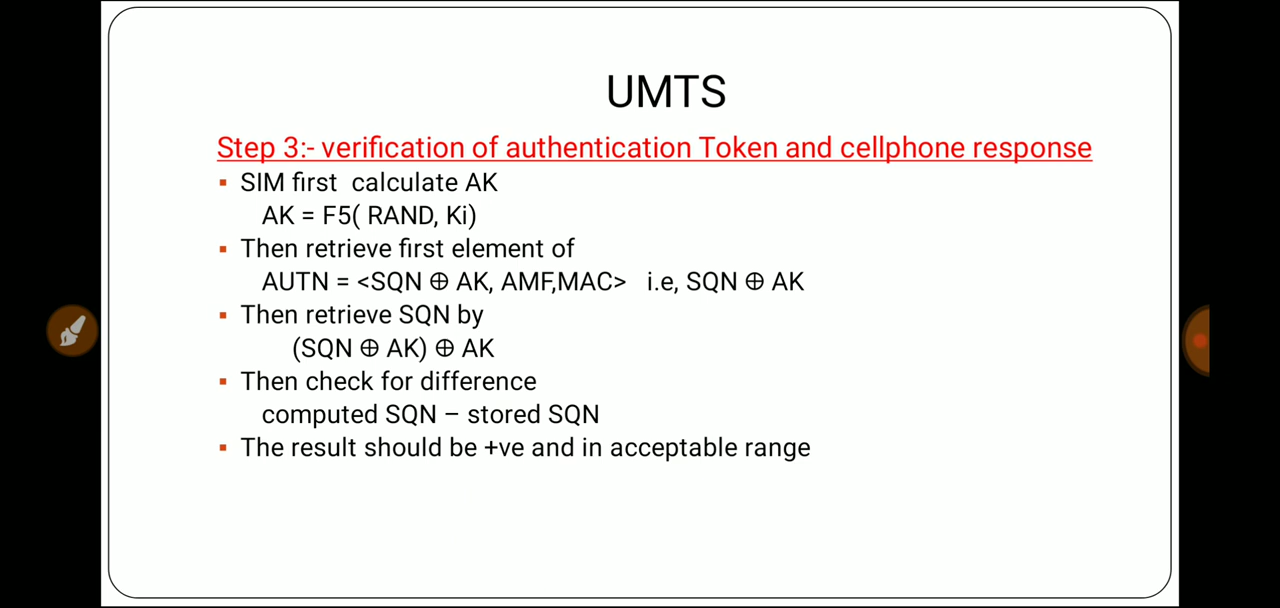 UMTS
Step 3:- verification of authentication Token and cellphone response
▪ SIM first calculate AK
AK = F5( RAND, Ki)
▪ Then retrieve first element of
AUTN = <SQN ⊕ AK, AMF,MAC> i.e, SQN ⊕ AK
▪ Then retrieve SQN by
(SQN ⊕ AK) ⊕ AK
▪ Then check for difference
computed SQN – stored SQN
▪ The result should be +ve and in acceptable range